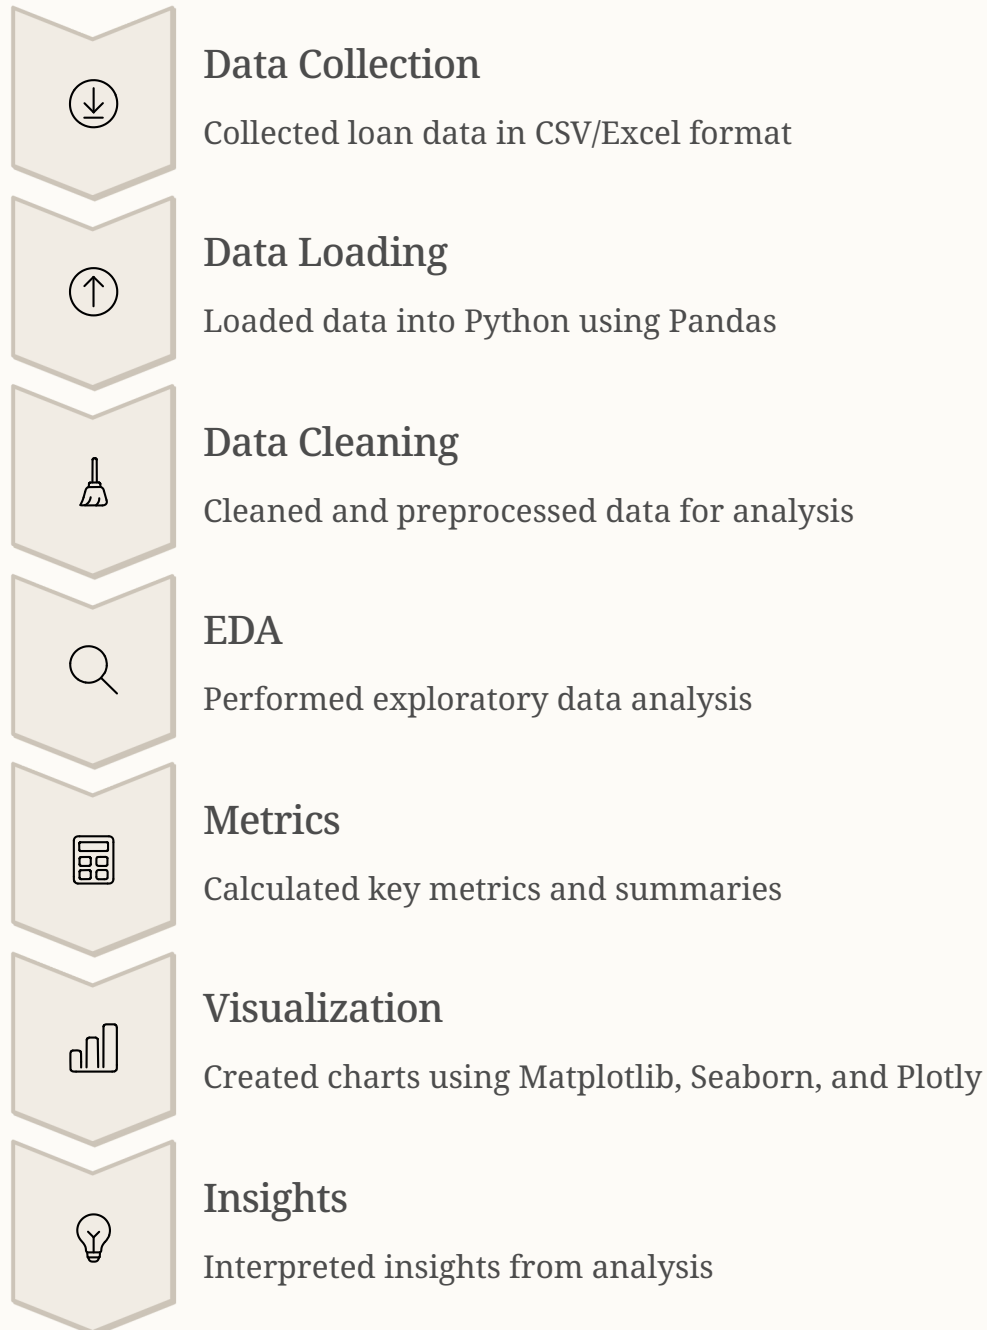 Data Collection
Collected loan data in CSV/Excel format
Data Loading
Loaded data into Python using Pandas
Data Cleaning
Cleaned and preprocessed data for analysis
EDA
Performed exploratory data analysis
Metrics
Calculated key metrics and summaries
Visualization
Created charts using Matplotlib, Seaborn, and Plotly
Insights
Interpreted insights from analysis